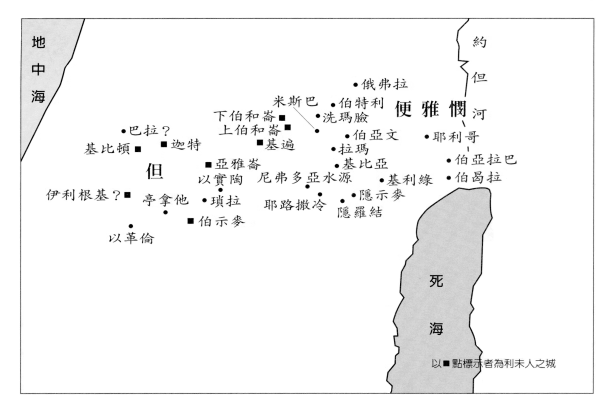 地中海
約但河
俄弗拉
米斯巴
伯特利
便雅憫
下伯和崙
洗瑪臉
上伯和崙
巴拉？
伯亞文
耶利哥
基比頓
迦特
基遍
拉瑪
但
亞雅崙
基比亞
伯亞拉巴
以實陶
尼弗多亞水源
基利綠
伯曷拉
伊利根基？
亭拿他
瑣拉
耶路撒冷
隱示麥
隱羅結
伯示麥
以革倫
死海
以■點標示者為利未人之城